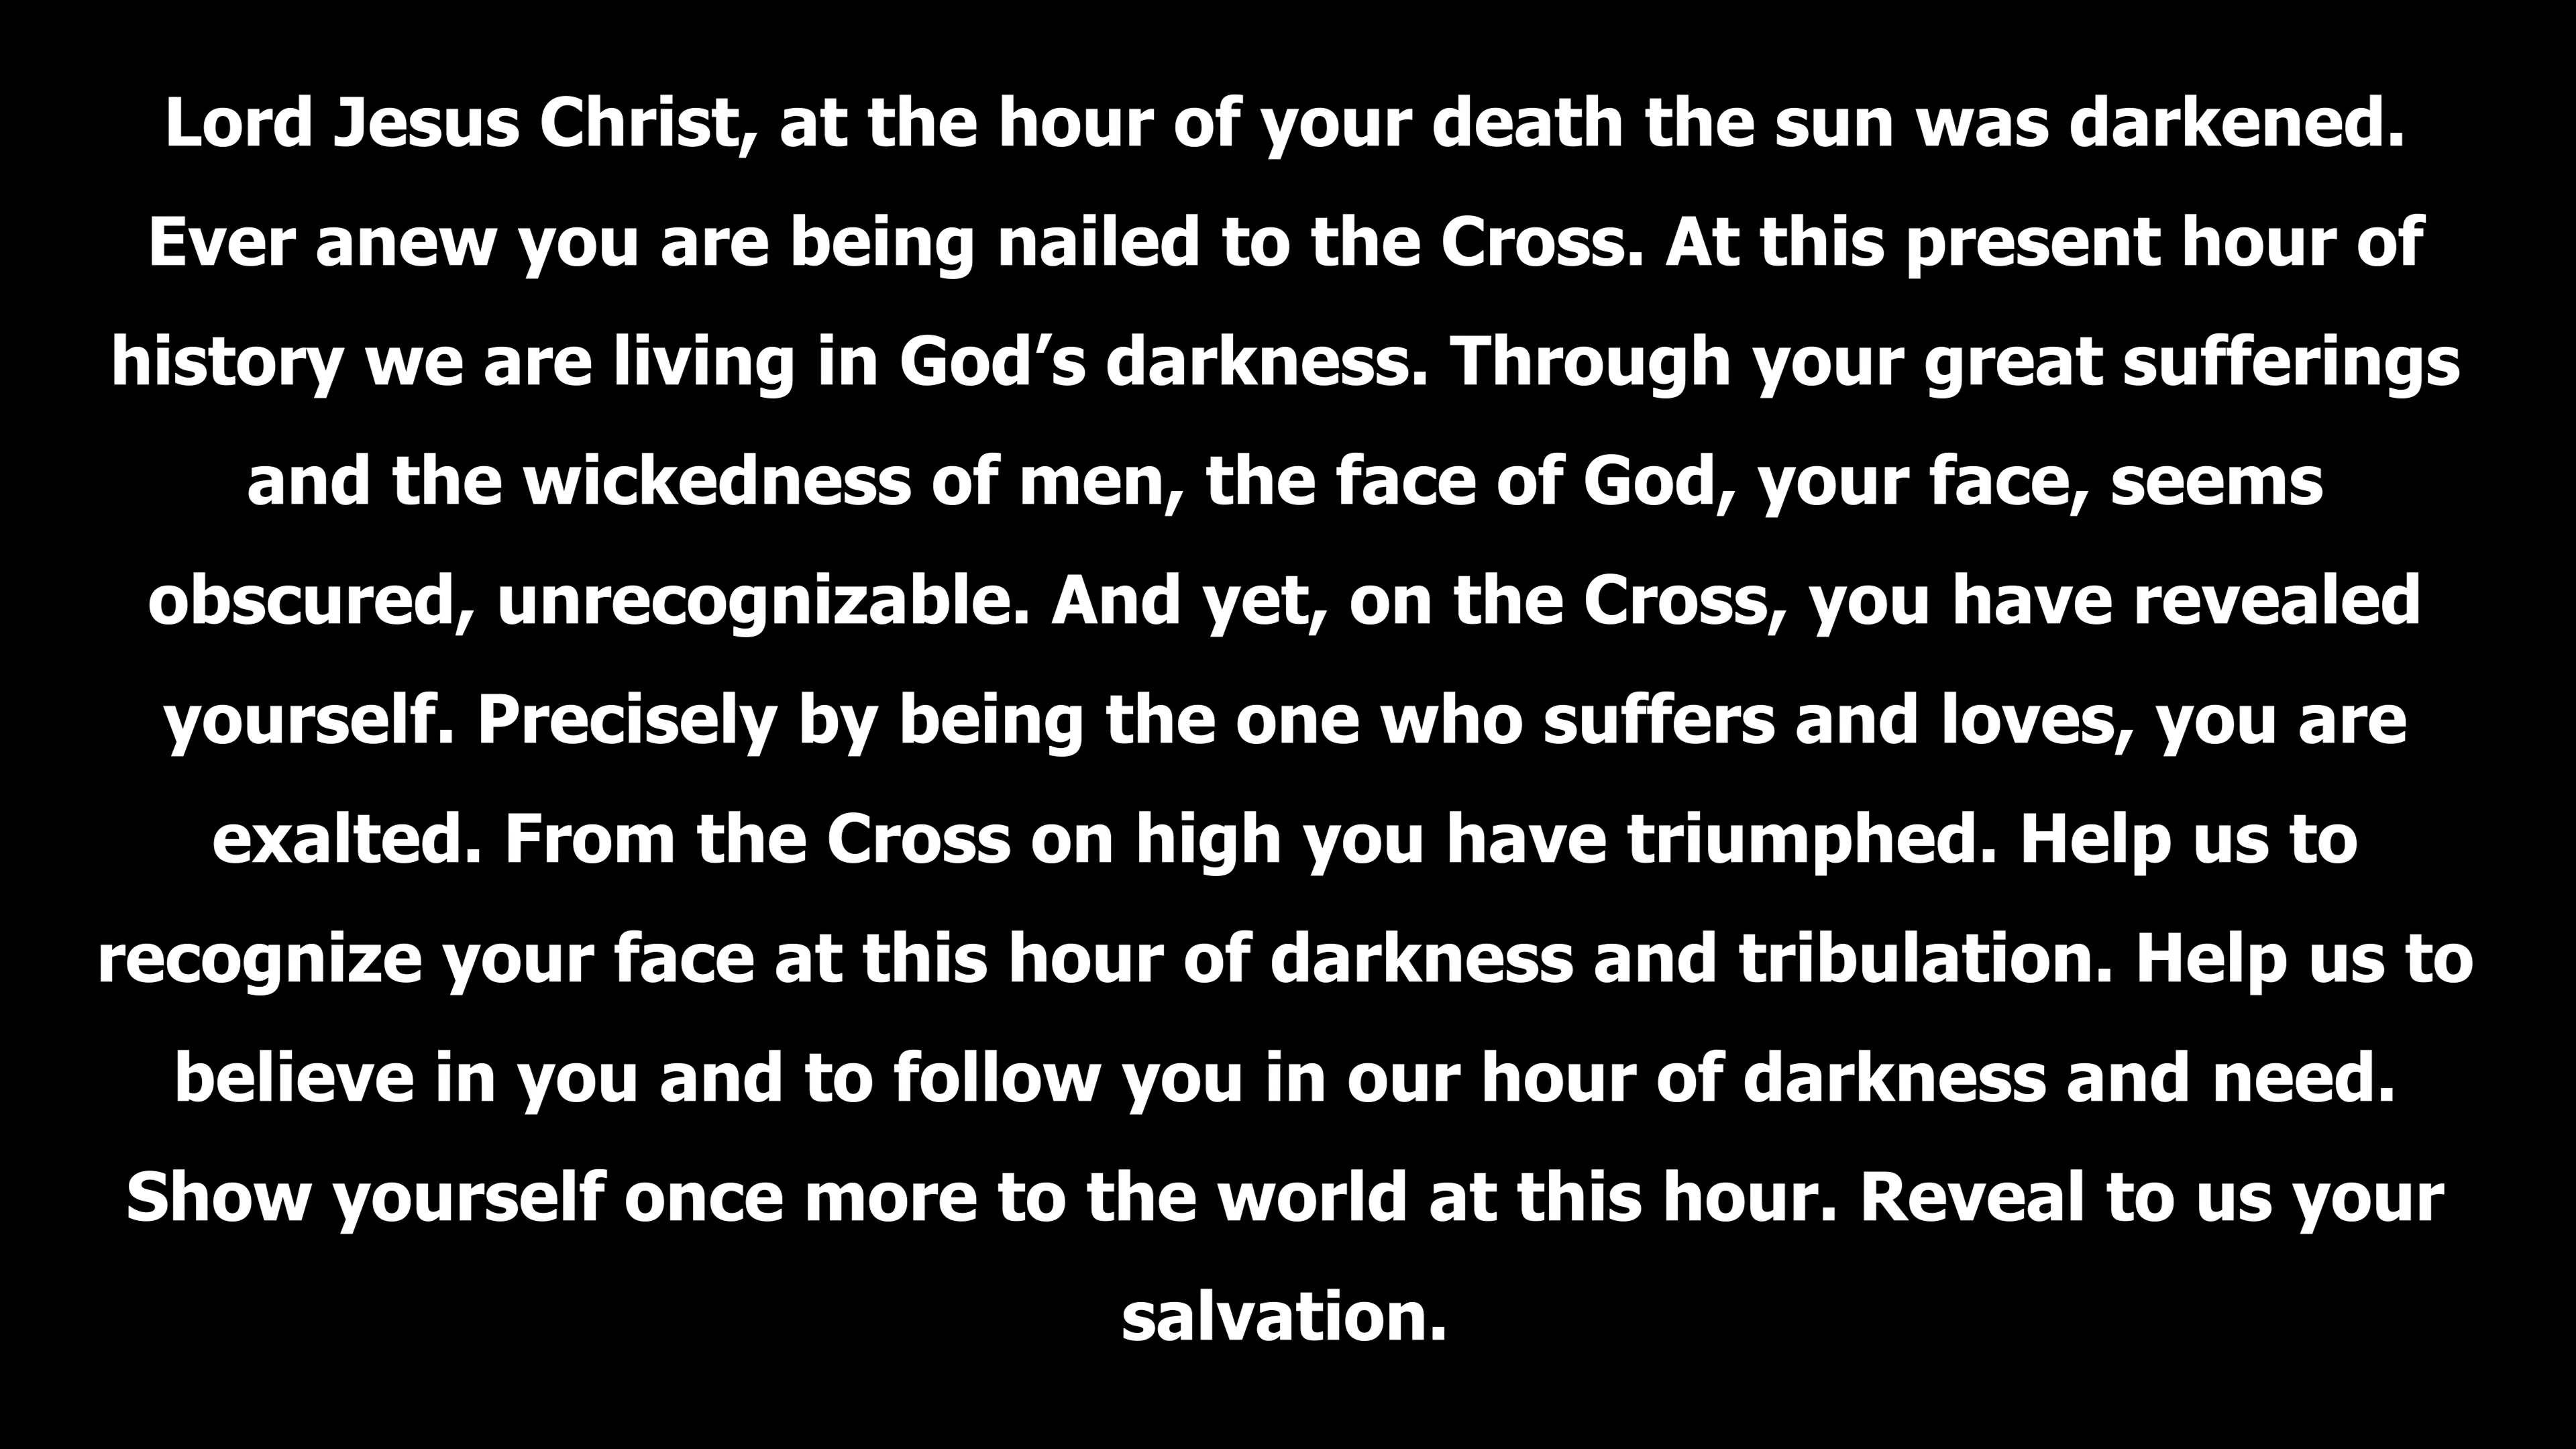 Lord Jesus Christ, at the hour of your death the sun was darkened.
Ever anew you are being nailed to the Cross. At this present hour of
history we are living in God’s darkness. Through your great sufferings
and the wickedness of men, the face of God, your face, seems
obscured, unrecognizable. And yet, on the Cross, you have revealed
yourself. Precisely by being the one who suffers and loves, you are
exalted. From the Cross on high you have triumphed. Help us to
recognize your face at this hour of darkness and tribulation. Help us to
believe in you and to follow you in our hour of darkness and need.
Show yourself once more to the world at this hour. Reveal to us your
salvation.